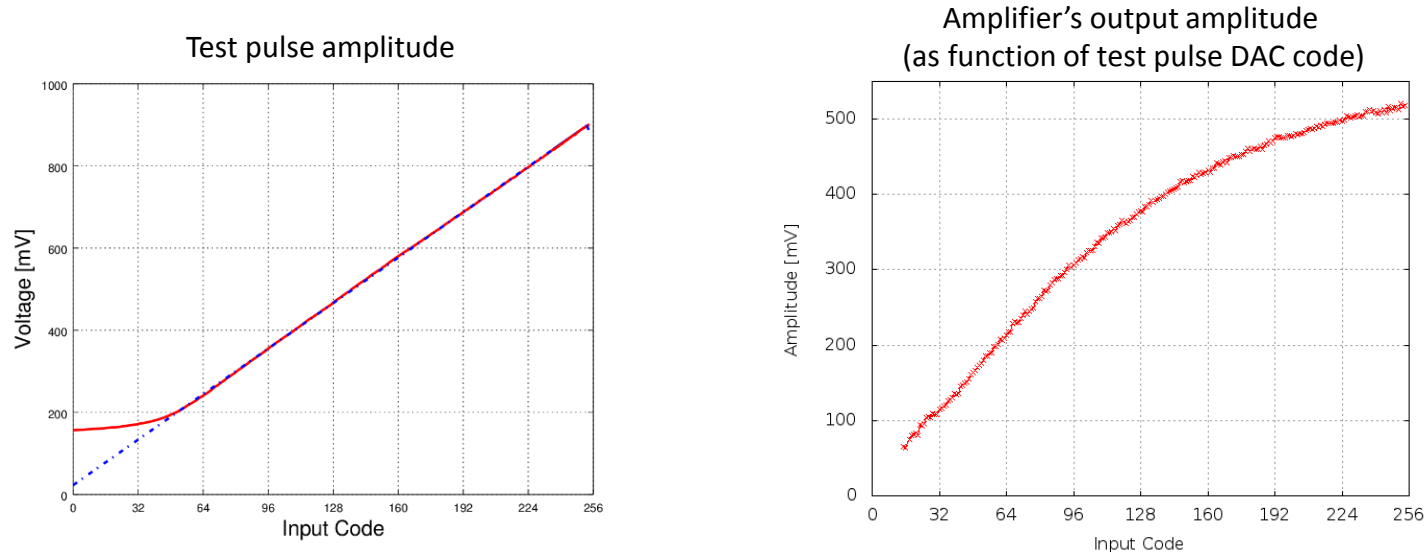 Test pulse amplitude
1000
800
600
400
200
0
Voltage [mV]
0 32 64 96 128 160 192 224 256
Input Code
Amplifier’s output amplitude
(as function of test pulse DAC code)
500
400
300
200
100
0
Amplitude [mV]
0 32 64 96 128 160 192 224 256
Input Code